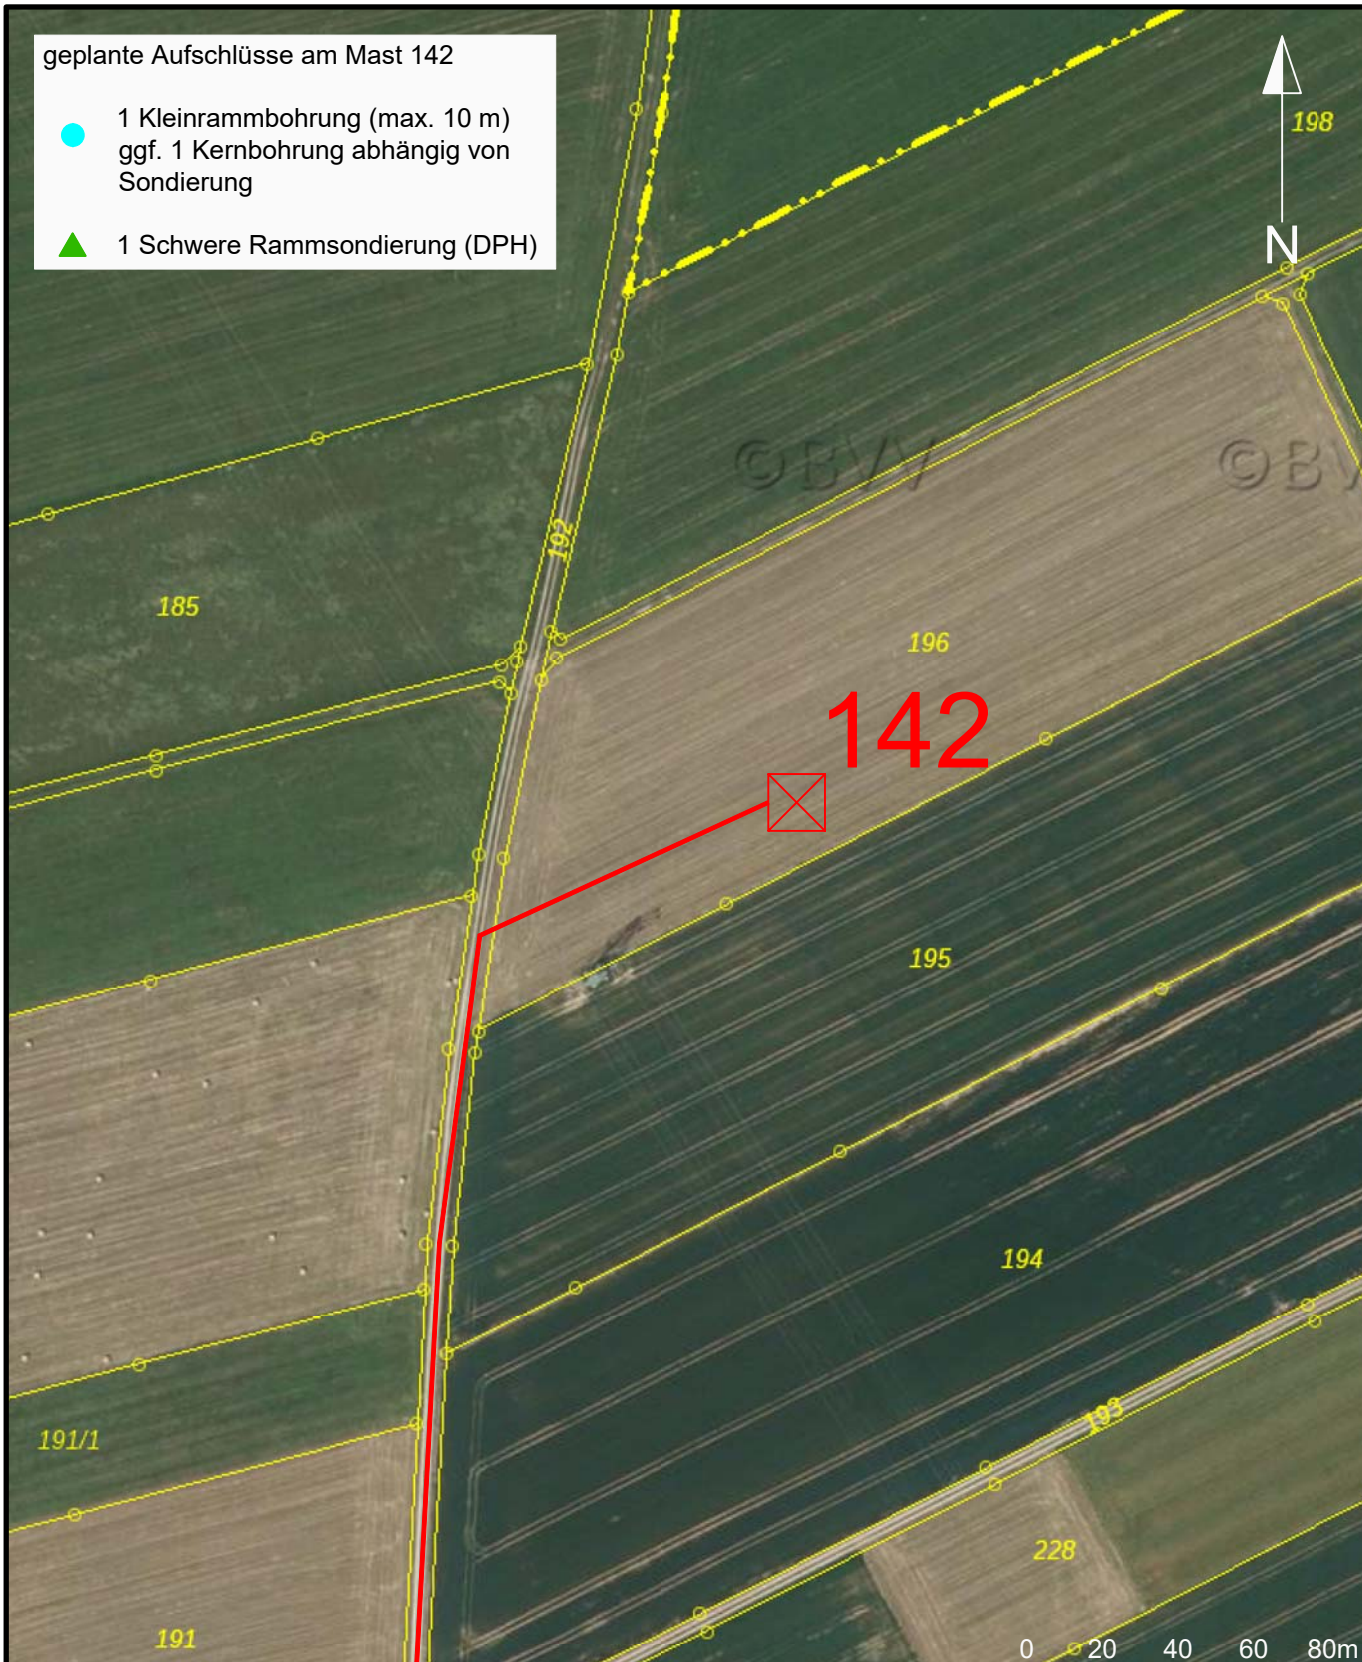 geplante Aufschlüsse am Mast 142
1 Kleinrammbohrung (max. 10 m)
ggf. 1 Kernbohrung abhängig von
Sondierung
1 Schwere Rammsondierung (DPH)
198
N
©BVV
©BV
192
185
196
142
195
194
193
191/1
228
191
0 20 40 60 80m